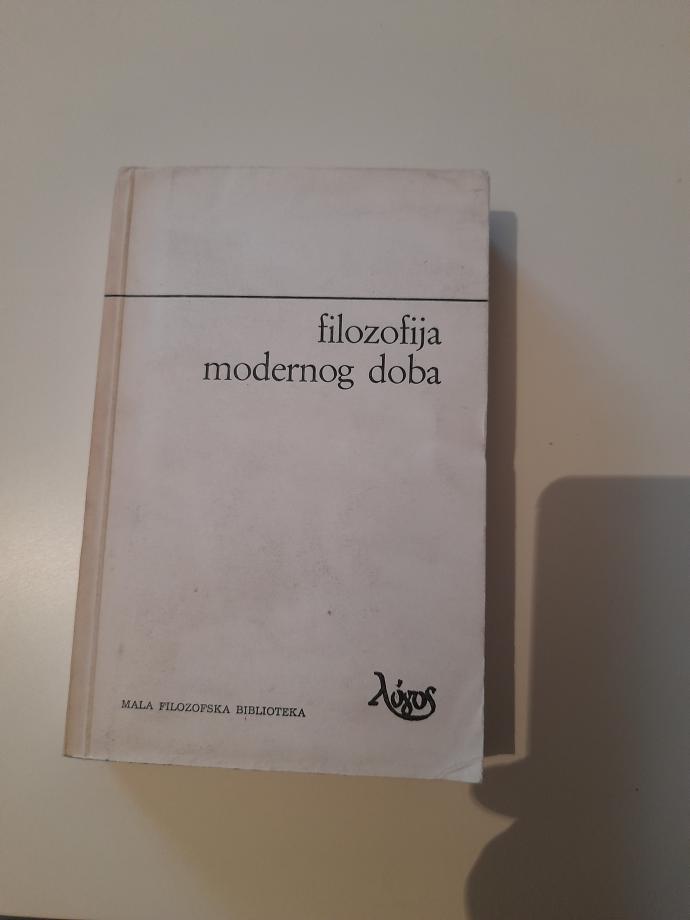 filozofija
modernog doba
MALA FILOZOFSKA BIBLIOTEKA
λόγος